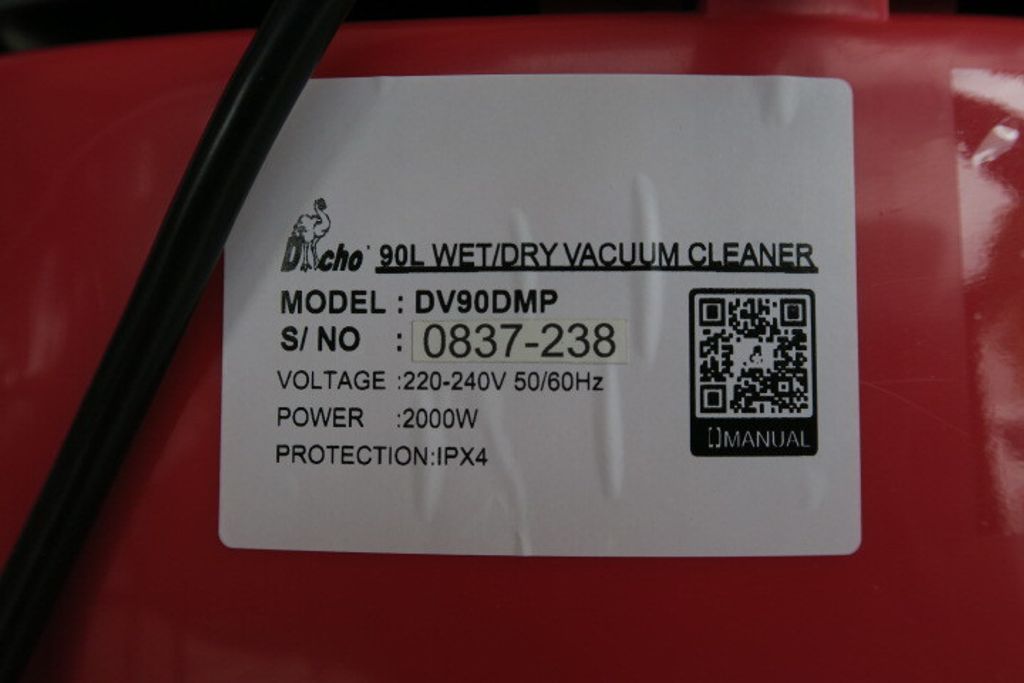 Dicho 90L WET/DRY VACUUM CLEANER
MODEL : DV90DMP
S/ NO : 0837-238
VOLTAGE :220-240V 50/60Hz
POWER :2000W
PROTECTION:IPX4
MANUAL